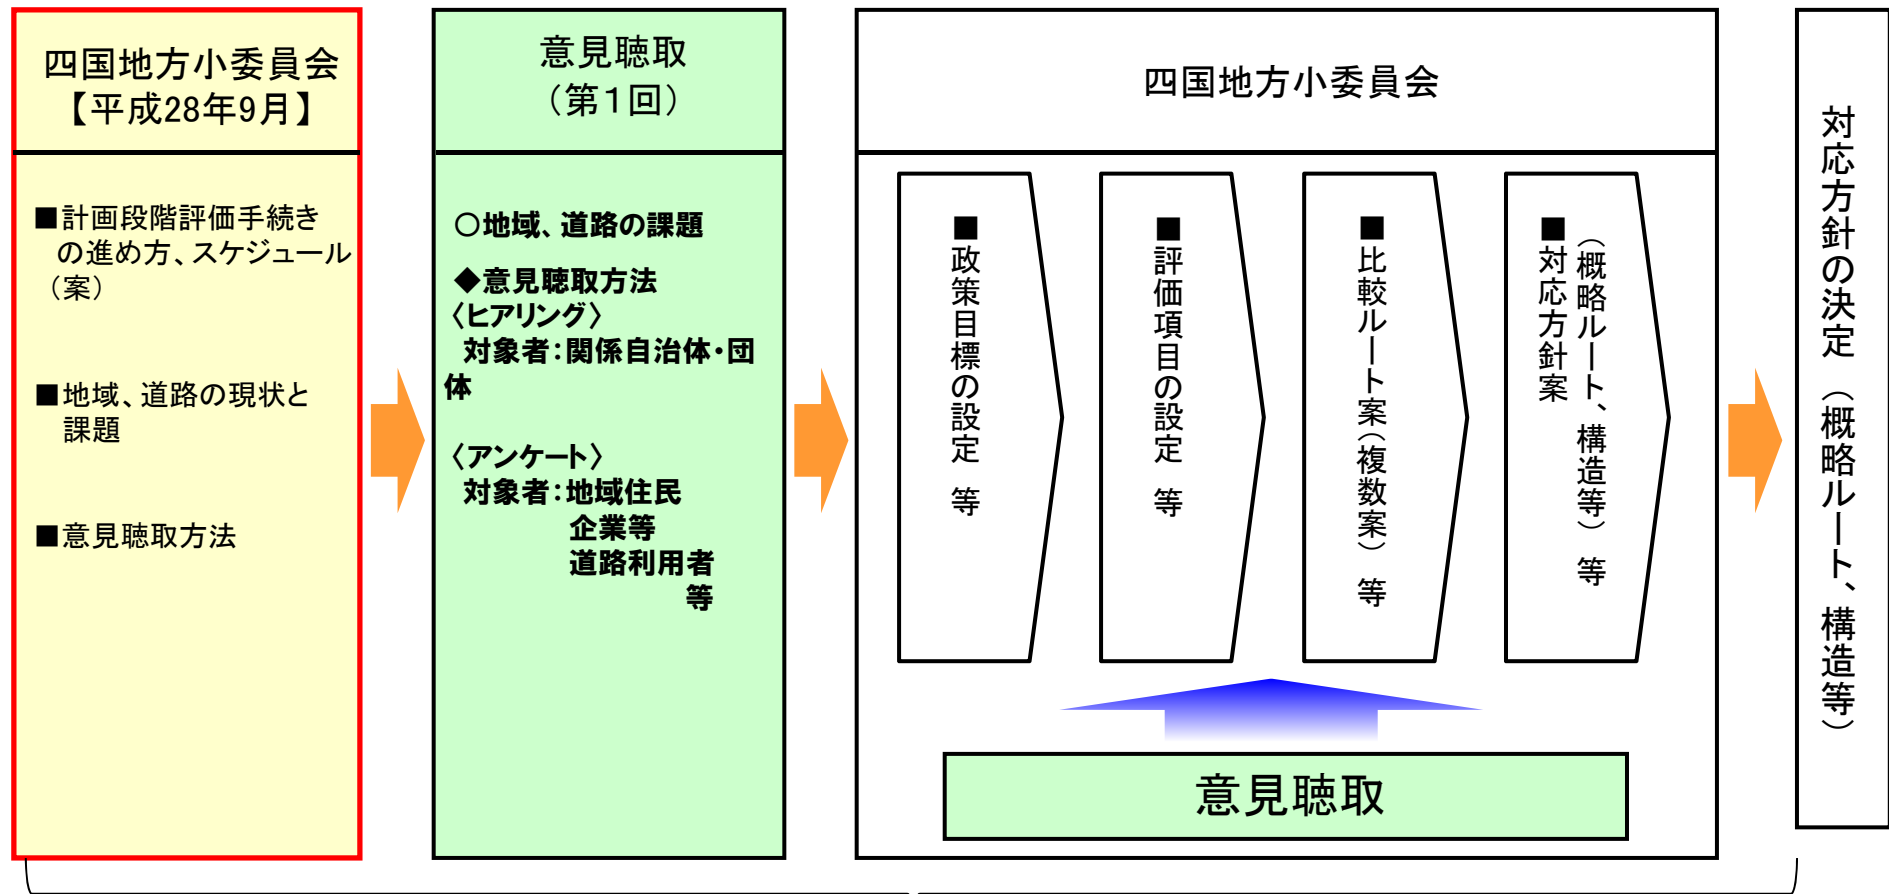 四国地方小委員会
【平成28年9月】
■計画段階評価手続き
の進め方、スケジュール
（案）
■地域、道路の現状と
課題
■意見聴取方法
意見聴取
（第１回）
○地域、道路の課題
◆意見聴取方法
〈ヒアリング〉
対象者：関係自治体・団
体
〈アンケート〉
対象者：地域住民
企業等
道路利用者
等
四国地方小委員会
■政策目標の設定 等
■評価項目の設定 等
■比較ルート案（複数案） 等
■対応方針案
（概略ルート、構造等） 等
意見聴取
対応方針の決定 （概略ルート、構造等）